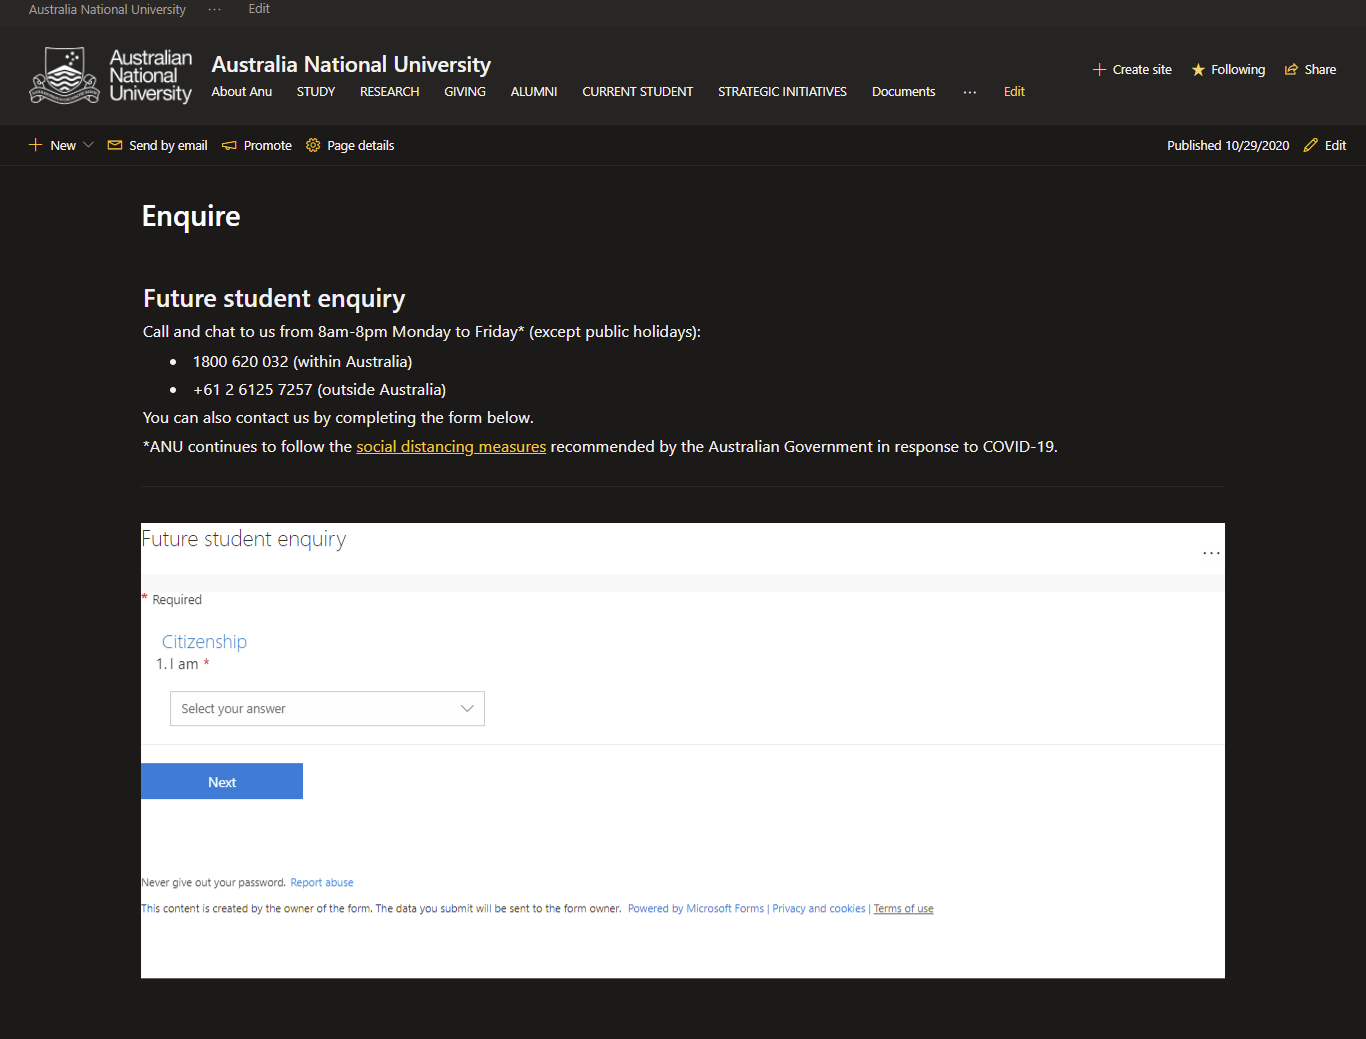 Australia National University ... Edit
Australian
National
University
Australia National University
About Anu STUDY RESEARCH GIVING ALUMNI CURRENT STUDENT STRATEGIC INITIATIVES Documents ... Edit
Create site Following Share
New Send by email Promote Page details Published 10/29/2020 Edit
Enquire
Future student enquiry
Call and chat to us from 8am-8pm Monday to Friday* (except public holidays):
• 1800 620 032 (within Australia)
• +61 2 6125 7257 (outside Australia)
You can also contact us by completing the form below.
*ANU continues to follow the social distancing measures recommended by the Australian Government in response to COVID-19.
Future student enquiry
...
* Required
Citizenship
1. I am *
Select your answer
Next
Never give out your password. Report abuse
This content is created by the owner of the form. The data you submit will be sent to the form owner. Powered by Microsoft Forms | Privacy and cookies | Terms of use